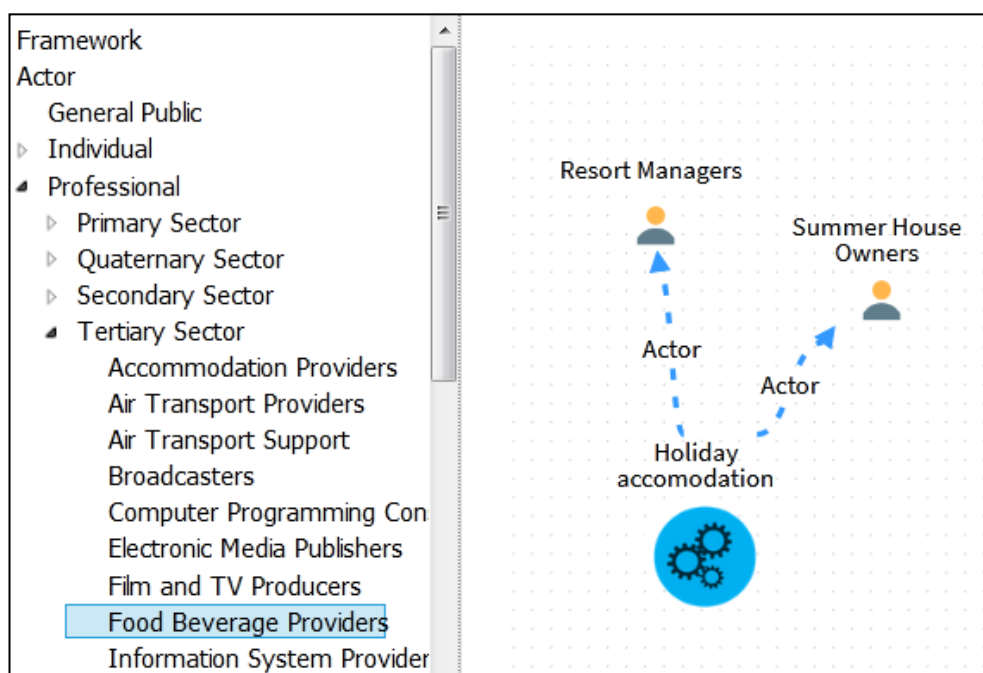 Framework
Actor
General Public
Individual
Professional
Primary Sector
Quaternary Sector
Secondary Sector
Tertiary Sector
Accommodation Providers
Air Transport Providers
Air Transport Support
Broadcasters
Computer Programming Con
Electronic Media Publishers
Film and TV Producers
Food Beverage Providers
Information System Provider
Resort Managers
Summer House
Owners
Actor
Actor
Holiday
accomodation